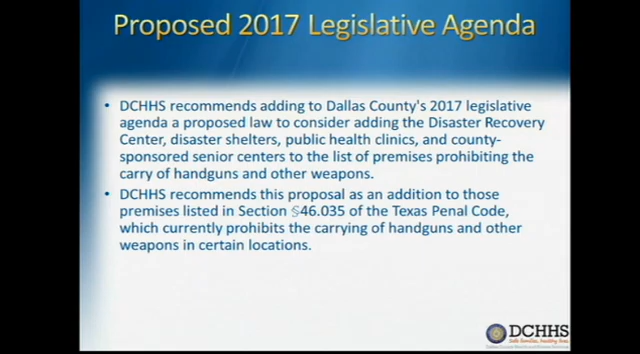 Proposed 2017 Legislative Agenda
• DCHHS recommends adding to Dallas County's 2017 legislative
agenda a proposed law to consider adding the Disaster Recovery
Center, disaster shelters, public health clinics, and county-
sponsored senior centers to the list of premises prohibiting the
carry of handguns and other weapons.
• DCHHS recommends this proposal as an addition to those
premises listed in Section §46.035 of the Texas Penal Code,
which currently prohibits the carrying of handguns and other
weapons in certain locations.
DCHHS